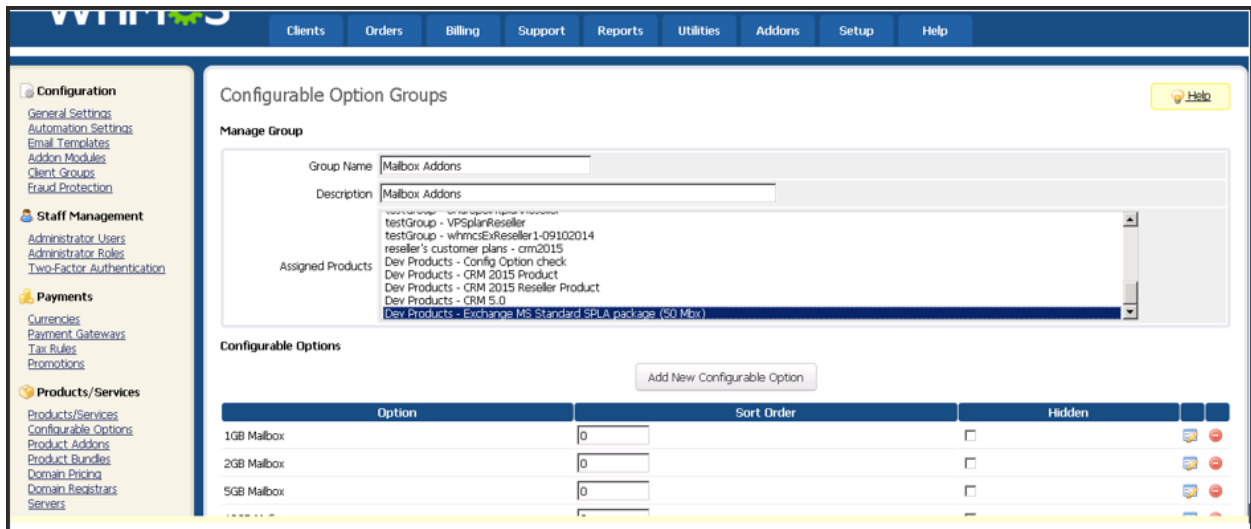 WHMCS
Clients Orders Billing Support Reports Utilities Addons Setup Help
Configuration
General Settings
Automation Settings
Email Templates
Addon Modules
Client Groups
Fraud Protection
Staff Management
Administrator Users
Administrator Roles
Two-Factor Authentication
Payments
Currencies
Payment Gateways
Tax Rules
Promotions
Products/Services
Products/Services
Configurable Options
Product Addons
Product Bundles
Domain Pricing
Domain Registrars
Servers
Configurable Option Groups
Help
Manage Group
Group Name Mailbox Addons
Description Mailbox Addons
Assigned Products
testGroup - VPSplanReseller
testGroup - whmcsExReseller1-09102014
reseller's customer plans - crm2015
Dev Products - Config Option check
Dev Products - CRM 2015 Product
Dev Products - CRM 2015 Reseller Product
Dev Products - CRM 5.0
Dev Products - Exchange MS Standard SPLA package (50 Mbx)
Configurable Options
Add New Configurable Option
Option Sort Order Hidden
1GB Mailbox 0
2GB Mailbox 0
5GB Mailbox 0